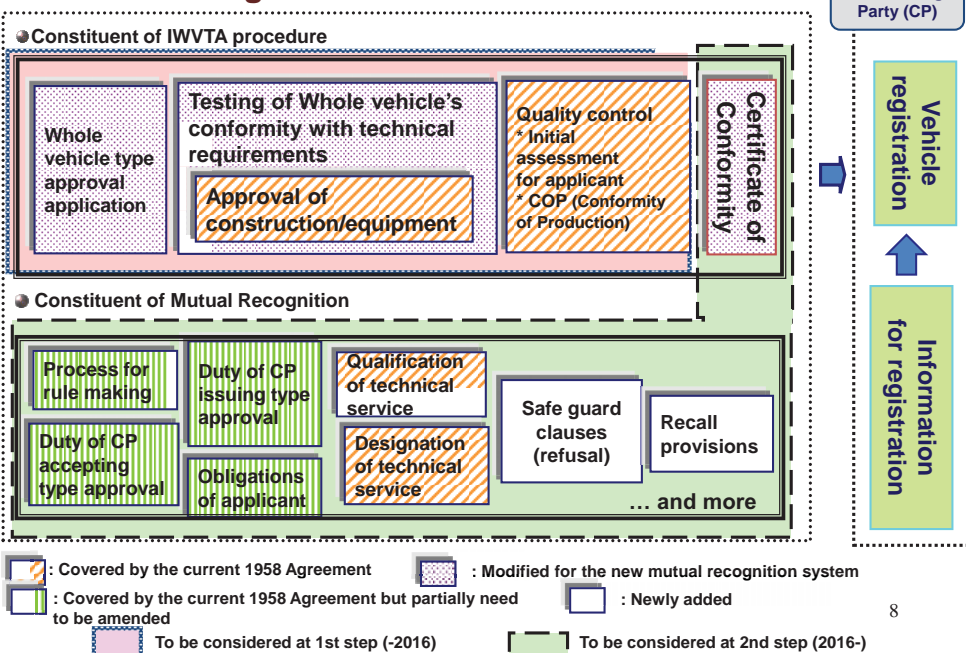 Party (CP)
Constituent of IWVTA procedure
Whole
vehicle type
approval
application
Testing of Whole vehicle's
conformity with technical
requirements
Approval of
construction/equipment
Quality control
* Initial
assessment
for applicant
* COP (Conformity
of Production)
Certificate of
Conformity
Vehicle
registration
Constituent of Mutual Recognition
Process for
rule making
Duty of CP
issuing type
approval
Qualification
of technical
service
Safe guard
clauses
(refusal)
Recall
provisions
Duty of CP
accepting
type approval
Obligations
of applicant
Designation
of technical
service
… and more
Information
for registration
: Covered by the current 1958 Agreement
: Modified for the new mutual recognition system
: Covered by the current 1958 Agreement but partially need
to be amended
: Newly added
8
To be considered at 1st step (-2016)
To be considered at 2nd step (2016-)